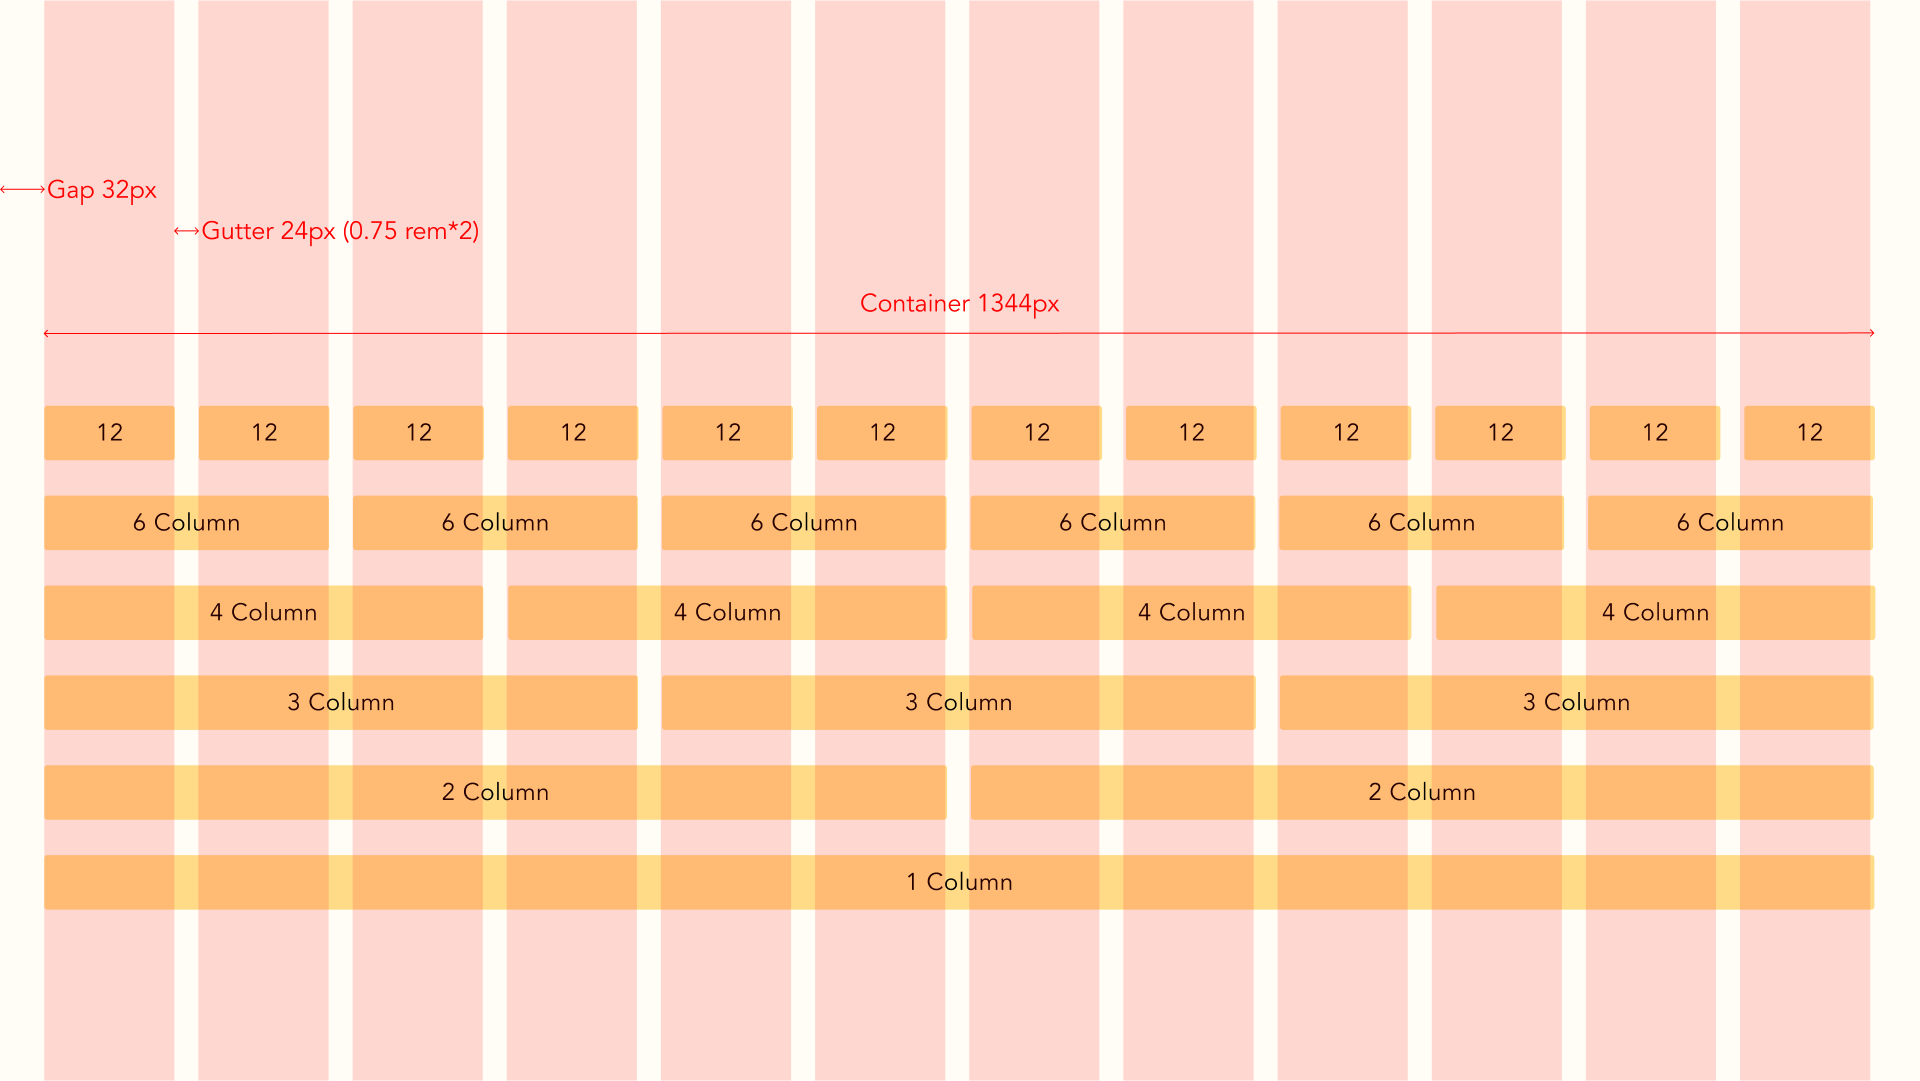 Gap 32px
Gutter 24px (0.75 rem*2)
Container 1344px
12 12 12 12 12 12 12 12 12 12 12 12
6 Column 6 Column 6 Column 6 Column 6 Column 6 Column
4 Column 4 Column 4 Column 4 Column
3 Column 3 Column 3 Column
2 Column 2 Column
1 Column